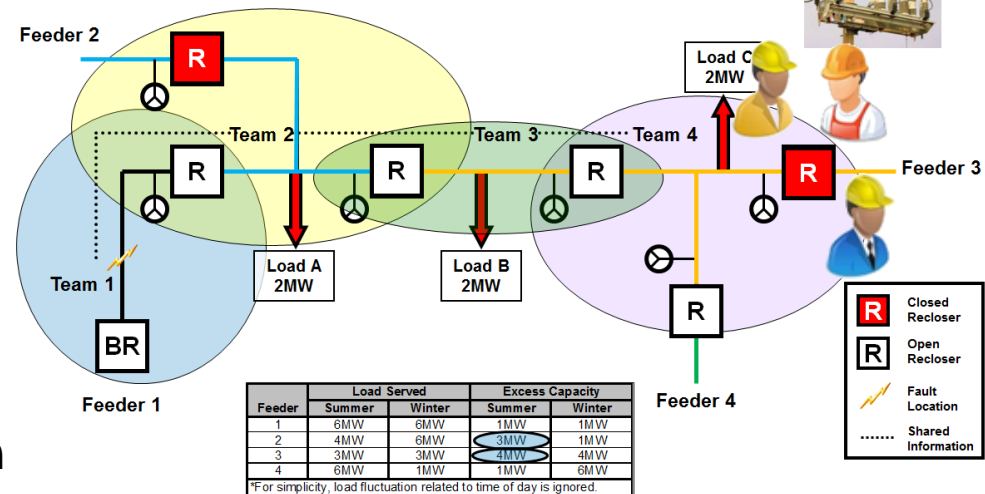 Feeder 2
R
Load C
2MW
Team 2
Team 3
Team 4
R
R
R
R
Feeder 3
Team 1
Load A
2MW
Load B
2MW
R
BR
Feeder 1
Feeder 4
R Closed Recloser
R Open Recloser
Fault Location
Shared Information
Load Served Excess Capacity
Feeder Summer Winter Summer Winter
1 6MW 6MW 1MW 1MW
2 4MW 6MW 3MW 1MW
3 3MW 3MW 4MW 4MW
4 6MW 1MW 1MW 6MW
*For simplicity, load fluctuation related to time of day is ignored.